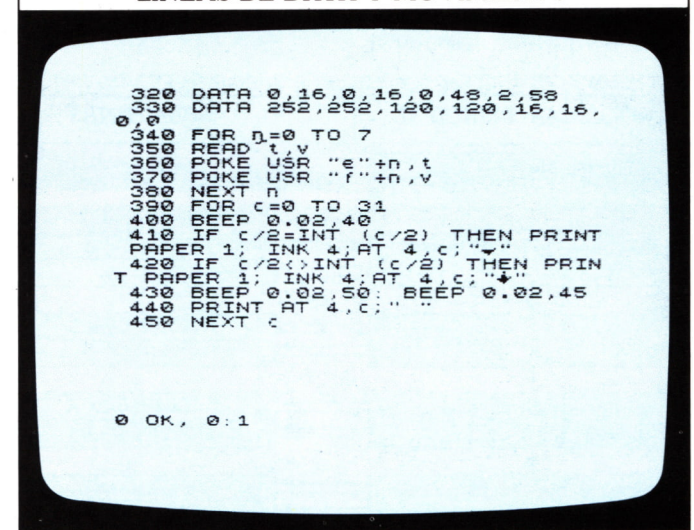 320 DATA 0,16,0,16,0,48,2,58
330 DATA 252,252,120,120,16,16,
0,0
340 FOR n=0 TO 7
350 READ t,v
360 POKE USR "e"+n,t
370 POKE USR "f"+n,v
380 NEXT n
390 FOR c=0 TO 31
400 BEEP 0.02,40
410 IF c/2=INT (c/2) THEN PRINT
PAPER 1; INK 4;AT 4,c;" "
420 IF c/2<>INT (c/2) THEN PRIN
T PAPER 1; INK 4;AT 4,c;" "
430 BEEP 0.02,50: BEEP 0.02,45
440 PRINT AT 4,c;" "
450 NEXT c
0 OK, 0:1